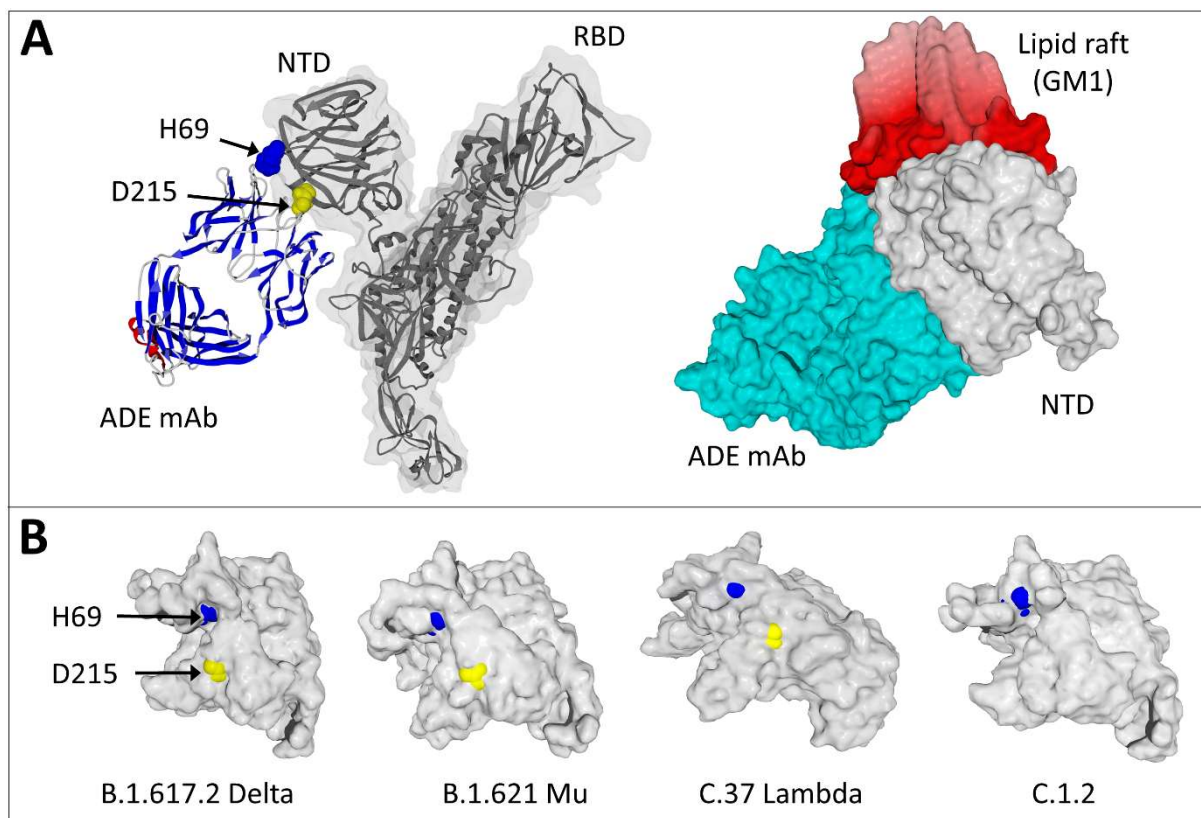 A
NTD
RBD
H69
D215
ADE mAb
Lipid raft
(GM1)
ADE mAb
NTD
B
H69
D215
B.1.617.2 Delta
B.1.621 Mu
C.37 Lambda
C.1.2